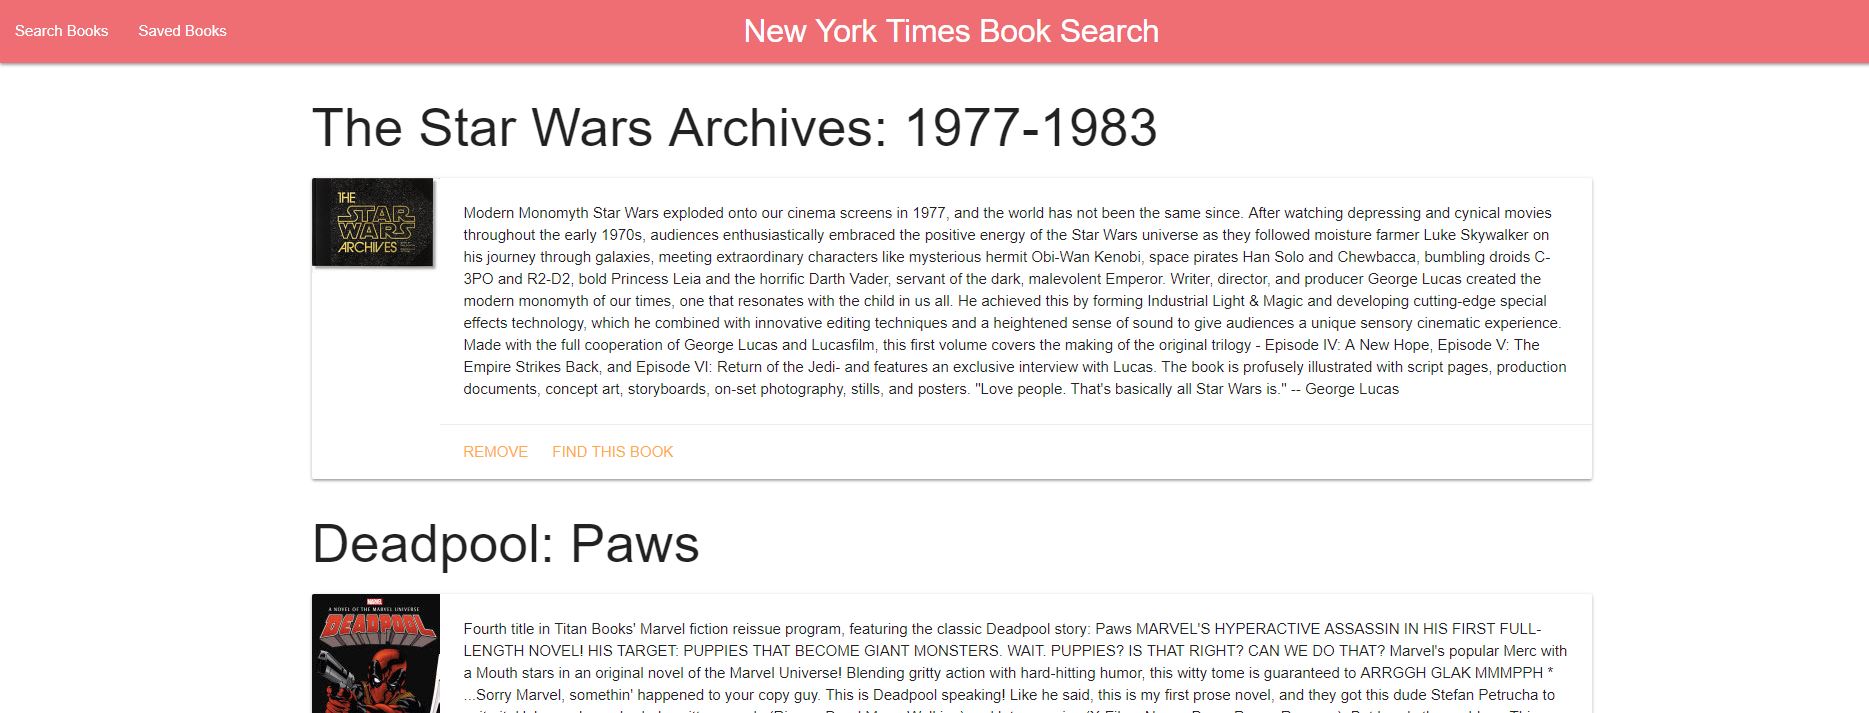 Search Books
Saved Books
New York Times Book Search
The Star Wars Archives: 1977-1983
THE
STAR
WARS
ARCHIVES
Modern Monomyth Star Wars exploded onto our cinema screens in 1977, and the world has not been the same since. After watching depressing and cynical movies
throughout the early 1970s, audiences enthusiastically embraced the positive energy of the Star Wars universe as they followed moisture farmer Luke Skywalker on
his journey through galaxies, meeting extraordinary characters like mysterious hermit Obi-Wan Kenobi, space pirates Han Solo and Chewbacca, bumbling droids C-
3PO and R2-D2, bold Princess Leia and the horrific Darth Vader, servant of the dark, malevolent Emperor. Writer, director, and producer George Lucas created the
modern monomyth of our times, one that resonates with the child in us all. He achieved this by forming Industrial Light & Magic and developing cutting-edge special
effects technology, which he combined with innovative editing techniques and a heightened sense of sound to give audiences a unique sensory cinematic experience.
Made with the full cooperation of George Lucas and Lucasfilm, this first volume covers the making of the original trilogy - Episode IV: A New Hope, Episode V: The
Empire Strikes Back, and Episode VI: Return of the Jedi- and features an exclusive interview with Lucas. The book is profusely illustrated with script pages, production
documents, concept art, storyboards, on-set photography, stills, and posters. "Love people. That's basically all Star Wars is." -- George Lucas
REMOVE
FIND THIS BOOK
Deadpool: Paws
MARVEL
A NOVEL OF THE MARVEL UNIVERSE
DEADPOOL
Fourth title in Titan Books' Marvel fiction reissue program, featuring the classic Deadpool story: Paws MARVEL'S HYPERACTIVE ASSASSIN IN HIS FIRST FULL-
LENGTH NOVEL! HIS TARGET: PUPPIES THAT BECOME GIANT MONSTERS. WAIT. PUPPIES? IS THAT RIGHT? CAN WE DO THAT? Marvel's popular Merc with
a Mouth stars in an original novel of the Marvel Universe! Blending gritty action with hard-hitting humor, this witty tome is guaranteed to ARRGGH GLAK MMMPPH *
...Sorry Marvel, somethin' happened to your copy guy. This is Deadpool speaking! Like he said, this is my first prose novel, and they got this dude Stefan Petrucha to